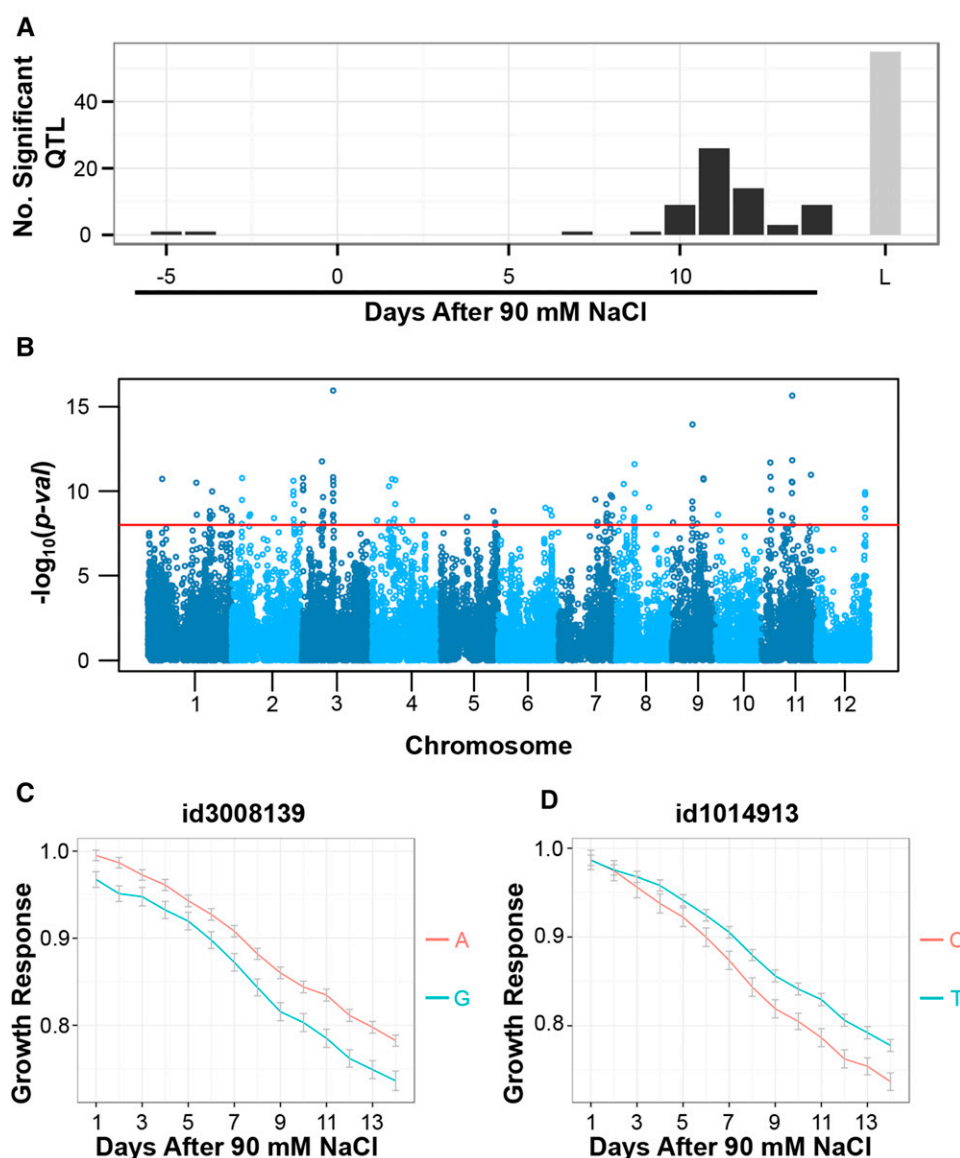 A
No. Significant
QTL
40
20
0
-5 0 5 10 L
Days After 90 mM NaCl
B
-log10(p-val)
15
10
5
0
1 2 3 4 5 6 7 8 9 10 11 12
Chromosome
C
id3008139
Growth Response
1.0
0.9
0.8
A
G
1 3 5 7 9 11 13
Days After 90 mM NaCl
D
id1014913
Growth Response
1.0
0.9
0.8
C
T
1 3 5 7 9 11 13
Days After 90 mM NaCl